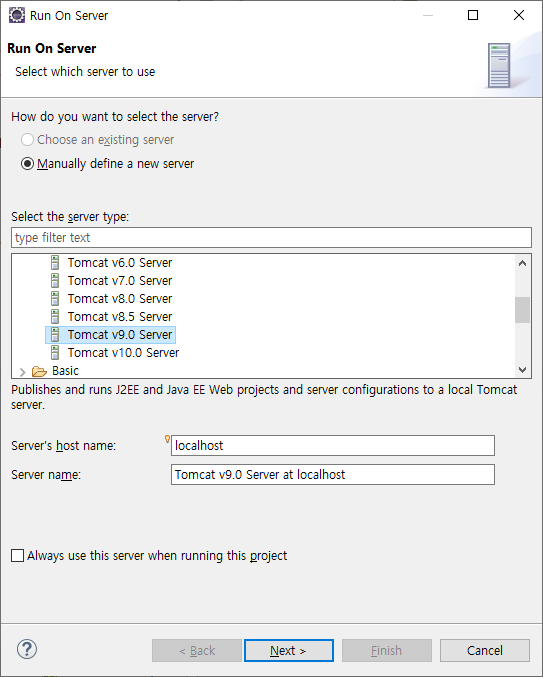 Run On Server
Run On Server
Select which server to use
How do you want to select the server?
Choose an existing server
Manually define a new server
Select the server type:
type filter text
Tomcat v6.0 Server
Tomcat v7.0 Server
Tomcat v8.0 Server
Tomcat v8.5 Server
Tomcat v9.0 Server
Tomcat v10.0 Server
Basic
Publishes and runs J2EE and Java EE Web projects and server configurations to a local Tomcat
server.
Server's host name: localhost
Server name: Tomcat v9.0 Server at localhost
Always use this server when running this project
? < Back Next > Finish Cancel